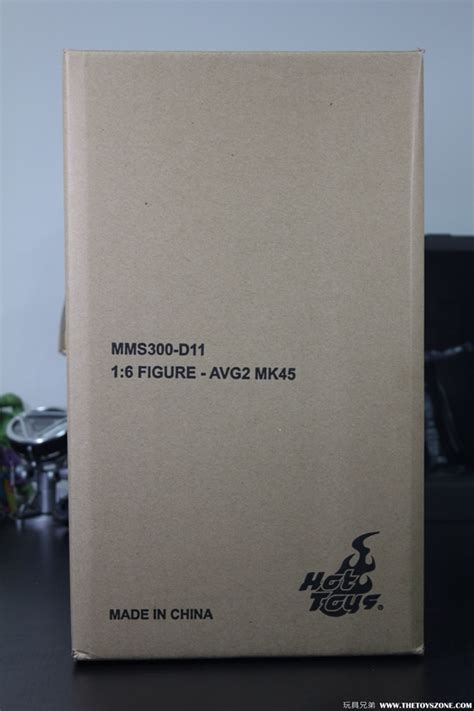 MMS300-D11
1:6 FIGURE - AVG2 MK45
Hot
Toys®
MADE IN CHINA
玩具兄弟 WWW.THETOYSZONE.COM